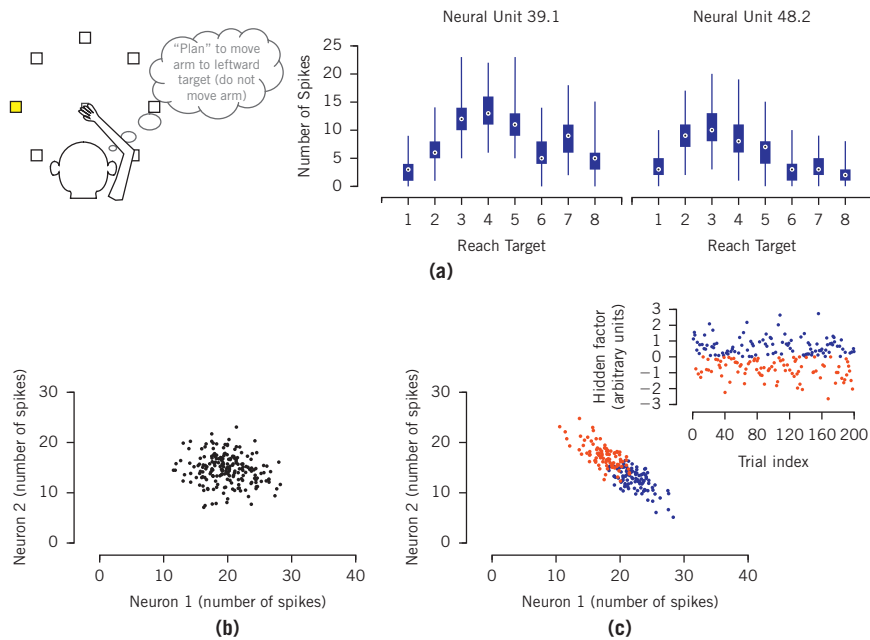 Neural Unit 39.1
Neural Unit 48.2
"Plan" to move
arm to leftward
target (do not
move arm)
Number of Spikes
25
20
15
10
5
0
1 2 3 4 5 6 7 8
Reach Target
1 2 3 4 5 6 7 8
Reach Target
(a)
Neuron 2 (number of spikes)
30
20
10
0
0 10 20 30 40
Neuron 1 (number of spikes)
(b)
Hidden factor
(arbitrary units)
3
2
1
0
−1
−2
−3
0 40 80 120 160 200
Trial index
Neuron 2 (number of spikes)
30
20
10
0
0 10 20 30 40
Neuron 1 (number of spikes)
(c)